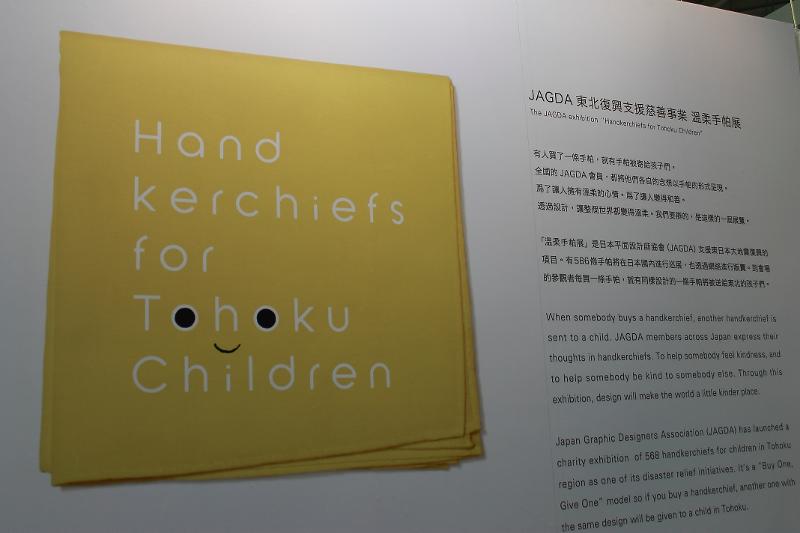 Hand
kerchiefs
for
Tohoku
Children
JAGDA 東北復興支援慈善事業 溫柔手帕展
The JAGDA exhibition "Handkerchiefs for Tohoku Children"
有人買了一條手帕，就有手帕被寄給孩子們。
全國的 JAGDA 會員，都將他們各自的念頭以手帕的形式呈現。
爲了讓人擁有溫柔的心情。爲了讓人變得和善。
透過設計，讓整個世界都變得溫柔。我們要辦的，是這樣的一個展覽。
「溫柔手帕展」是日本平面設計師協會 (JAGDA) 支援東日本大地震復興的
項目。有 568 條手帕將在日本國內進行巡展，也透過網絡進行販賣。到會場
的參觀者每買一條手帕，就有同樣設計的一條手帕將被送給東北的孩子們。
When somebody buys a handkerchief, another handkerchief is
sent to a child. JAGDA members across Japan express their
thoughts in handkerchiefs. To help somebody feel kindness, and
to help somebody be kind to somebody else. Through this
exhibition, design will make the world a little kinder place.
Japan Graphic Designers Association (JAGDA) has launched a
charity exhibition of 568 handkerchiefs for children in Tohoku
region as one of its disaster relief initiatives. It's a "Buy One,
Give One" model so if you buy a handkerchief, another one with
the same design will be given to a child in Tohoku.